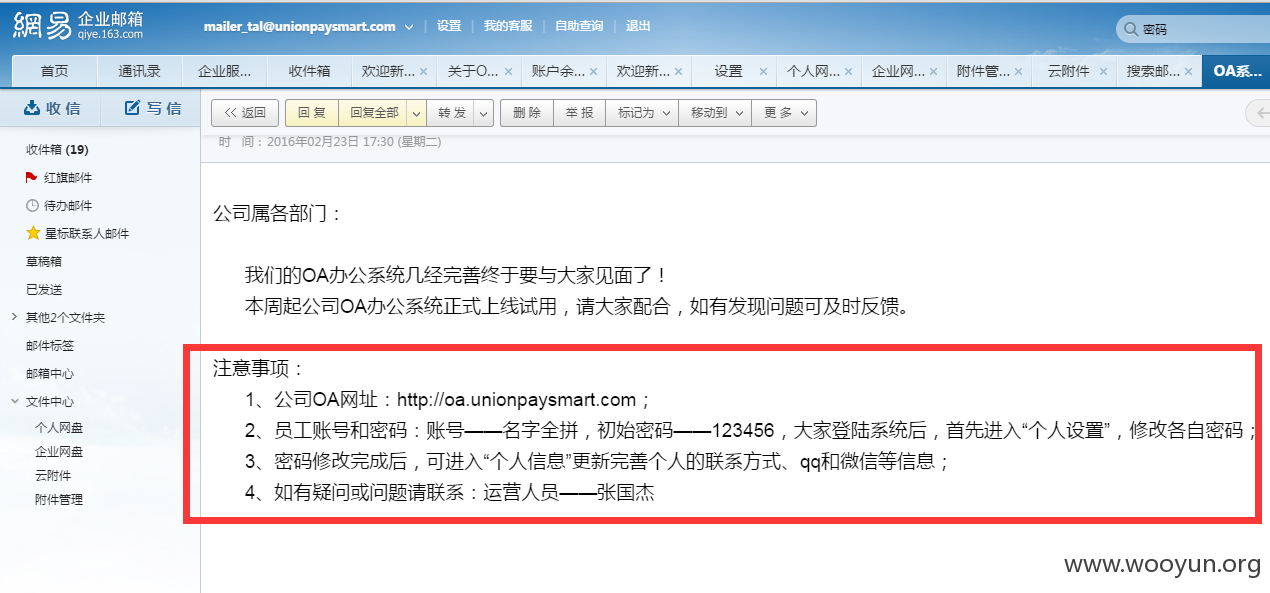 網易 企业邮箱
qiye.163.com
mailer_tal@unionpaysmart.com 设置 我的客服 自助查询 退出
密码
首页 通讯录 企业服... 收件箱 欢迎新... 关于O... 账户余... 欢迎新... 设置 个人网... 企业网... 附件管... 云附件 搜索邮... OA系...
收信 写信
<< 返回 回复 回复全部 转发 删除 举报 标记为 移动到 更多
时 间：2016年02月23日 17:30 (星期二)
收件箱 (19)
红旗邮件
待办邮件
星标联系人邮件
草稿箱
已发送
其他2个文件夹
邮件标签
邮箱中心
文件中心
个人网盘
企业网盘
云附件
附件管理
公司属各部门：
我们的OA办公系统几经完善终于要与大家见面了！
本周起公司OA办公系统正式上线试用，请大家配合，如有发现问题可及时反馈。
注意事项：
1、公司OA网址：http://oa.unionpaysmart.com；
2、员工账号和密码：账号——名字全拼，初始密码——123456，大家登陆系统后，首先进入“个人设置”，修改各自密码；
3、密码修改完成后，可进入“个人信息”更新完善个人的联系方式、qq和微信等信息；
4、如有疑问或问题请联系：运营人员——张国杰
www.wooyun.org